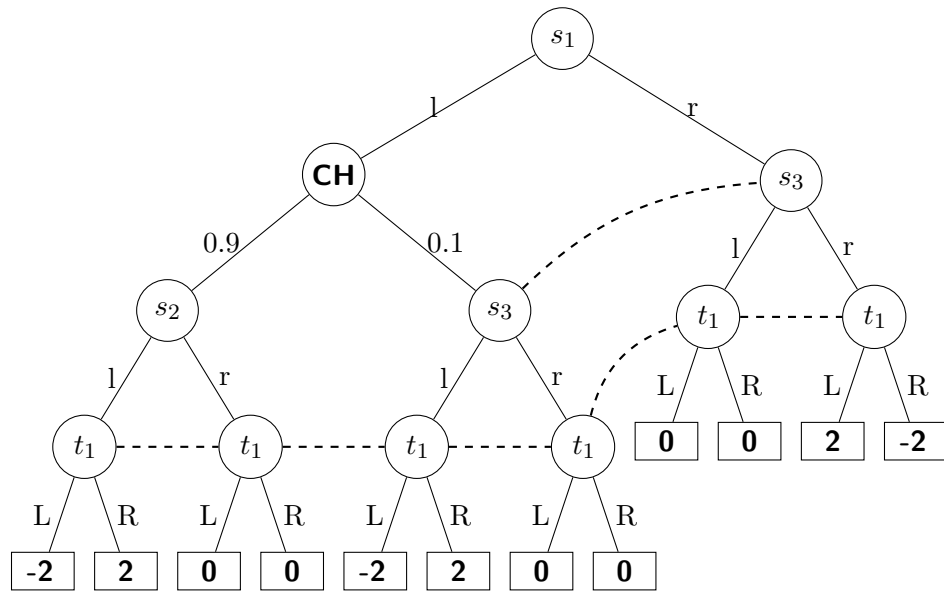 s₁
l r
CH
s₃
0.9 0.1
l r
s₂ s₃
t₁ t₁
l r l r
L R L R
t₁ t₁ t₁ t₁
0 0 2 -2
L R L R L R L R
-2 2 0 0 -2 2 0 0